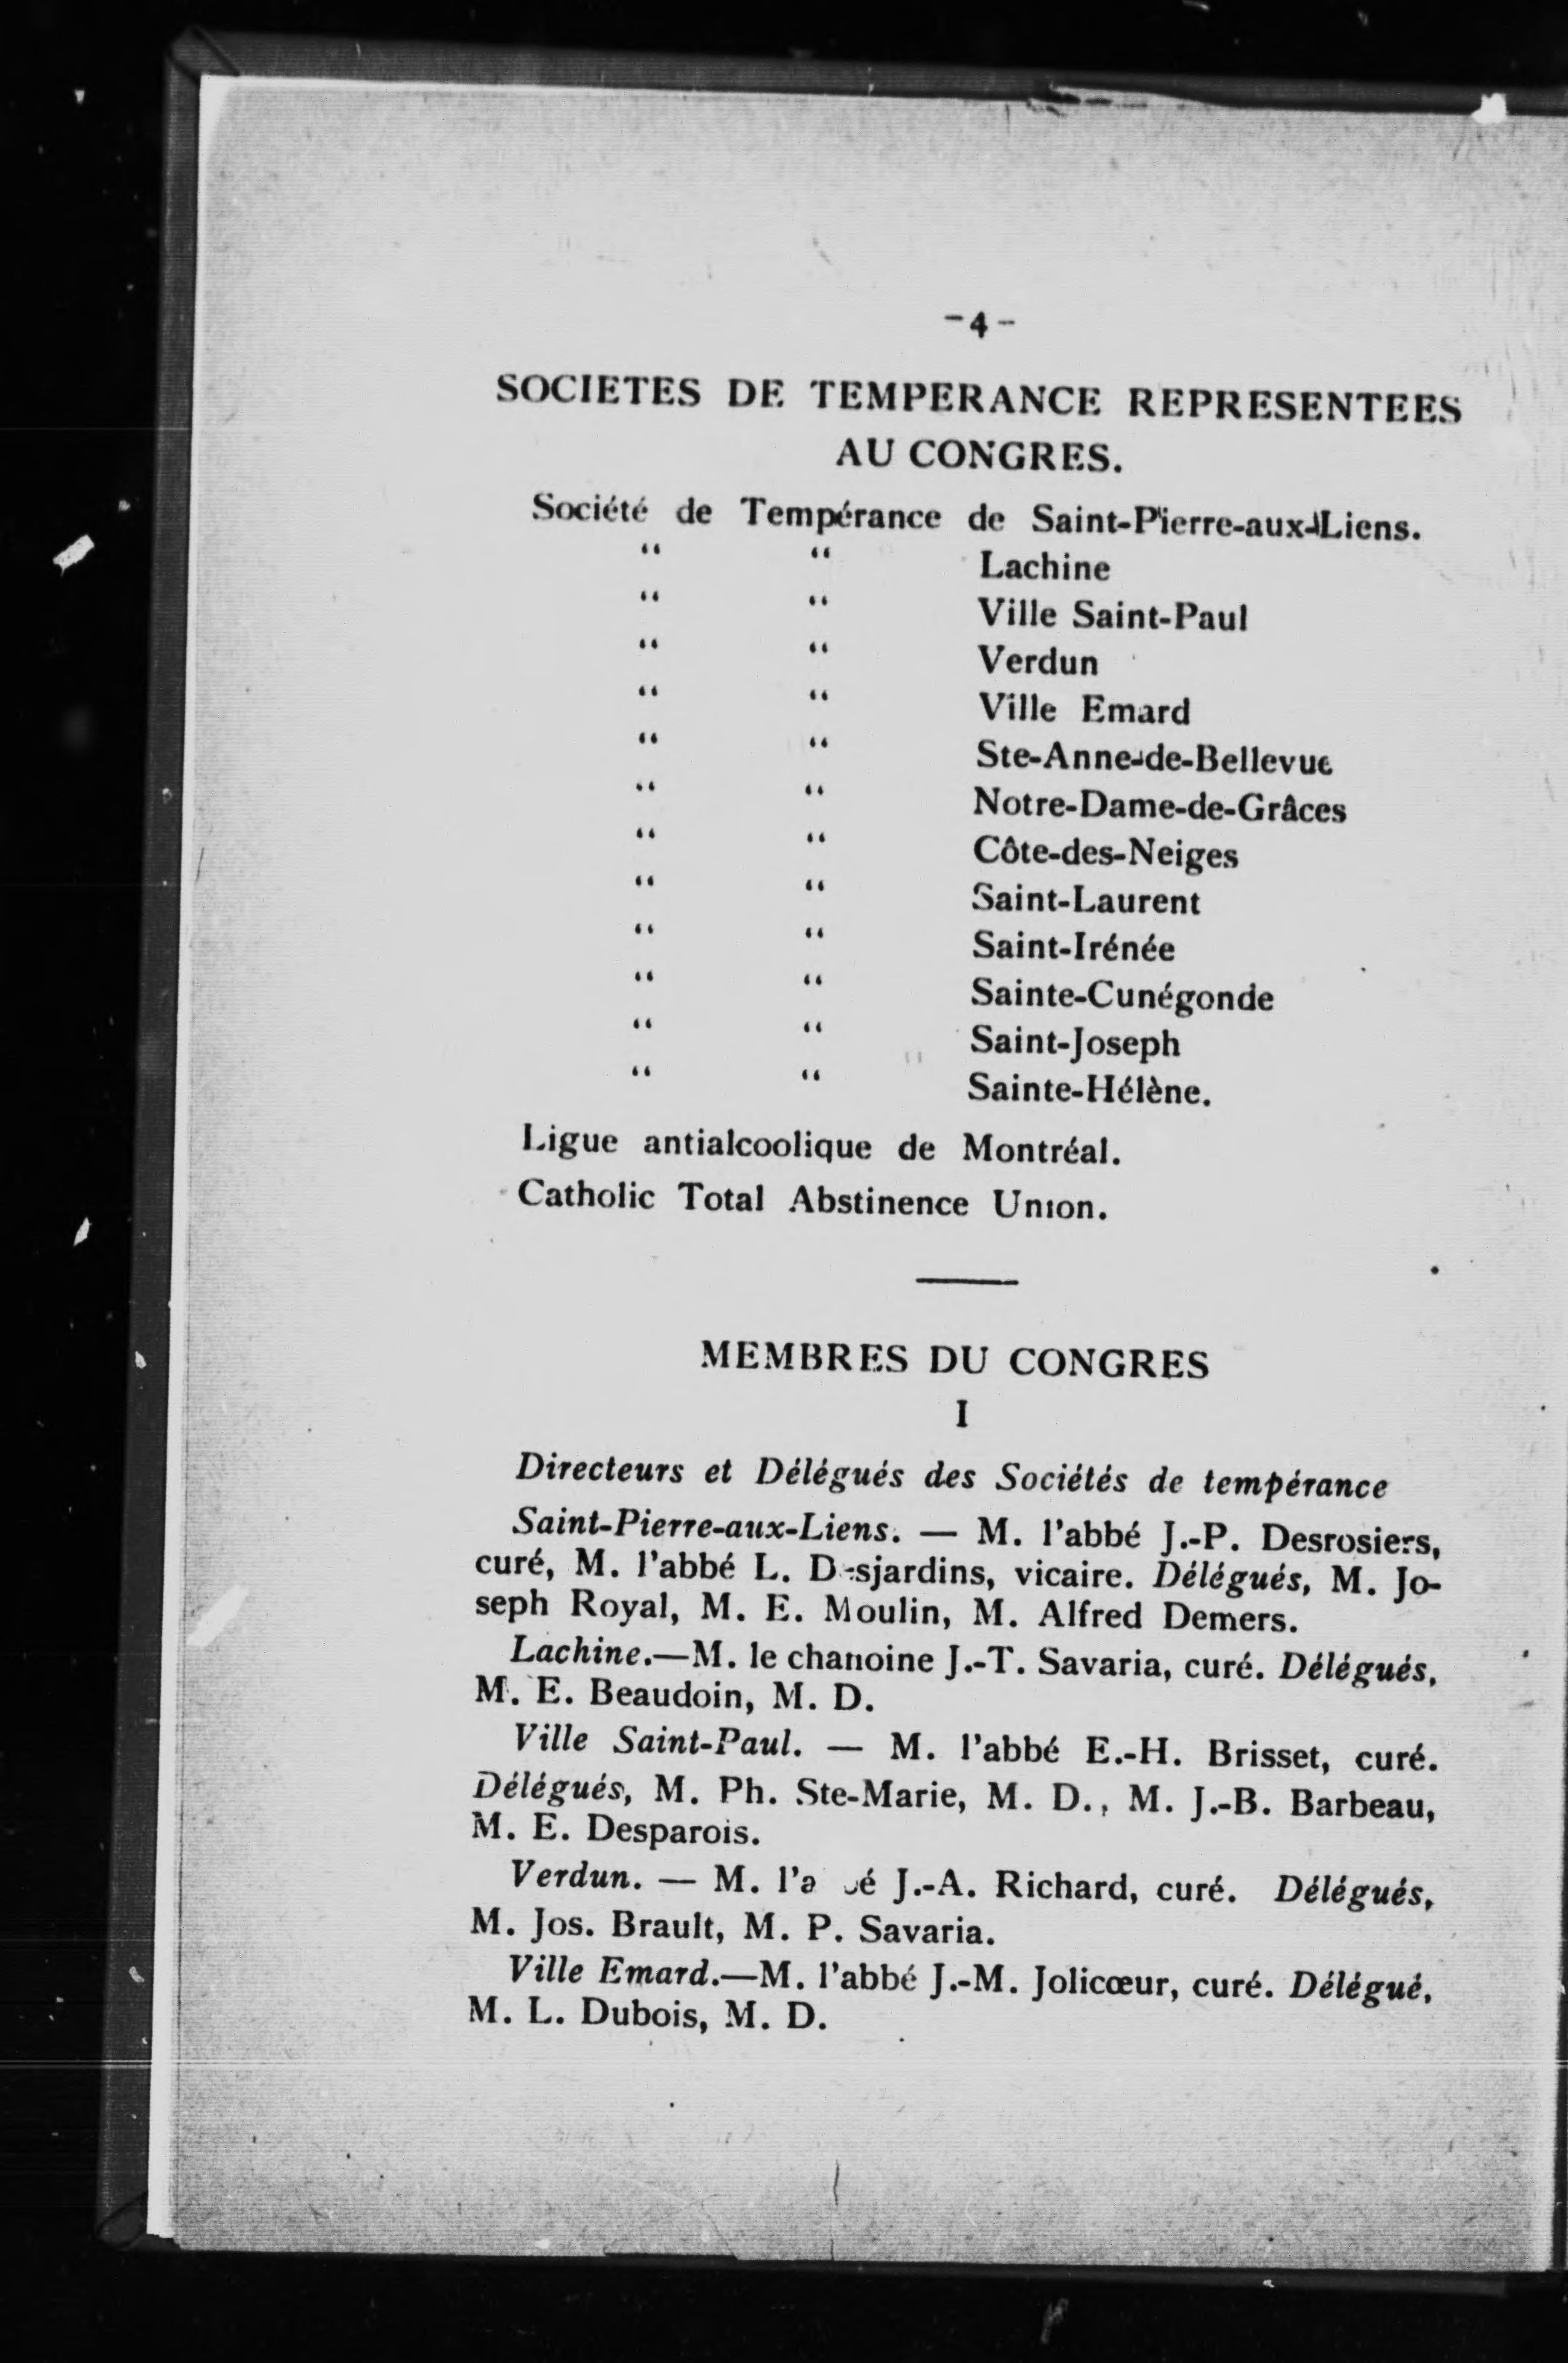 -4-
SOCIETES DE TEMPERANCE REPRESENTEES
AU CONGRES.
Société de Tempérance de Saint-Pierre-aux-Liens.
“ “ Lachine
“ “ Ville Saint-Paul
“ “ Verdun
“ “ Ville Emard
“ “ Ste-Anne-de-Bellevue
“ “ Notre-Dame-de-Grâces
“ “ Côte-des-Neiges
“ “ Saint-Laurent
“ “ Saint-Irénée
“ “ Sainte-Cunégonde
“ “ Saint-Joseph
“ “ Sainte-Hélène.
Ligue antialcoolique de Montréal.
Catholic Total Abstinence Union.
MEMBRES DU CONGRES
I
Directeurs et Délégués des Sociétés de tempérance
Saint-Pierre-aux-Liens. — M. l'abbé J.-P. Desrosiers,
curé, M. l'abbé L. Desjardins, vicaire. Délégués, M. Jo-
seph Royal, M. E. Moulin, M. Alfred Demers.
Lachine.—M. le chanoine J.-T. Savaria, curé. Délégués,
M. E. Beaudoin, M. D.
Ville Saint-Paul. — M. l'abbé E.-H. Brisset, curé.
Délégués, M. Ph. Ste-Marie, M. D., M. J.-B. Barbeau,
M. E. Desparois.
Verdun. — M. l'abbé J.-A. Richard, curé. Délégués,
M. Jos. Brault, M. P. Savaria.
Ville Emard.—M. l'abbé J.-M. Jolicœur, curé. Délégué,
M. L. Dubois, M. D.